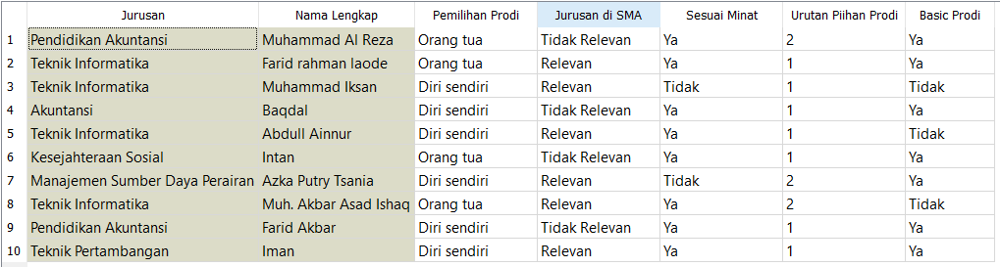 Jurusan Nama Lengkap Pemilihan Prodi Jurusan di SMA Sesuai Minat Urutan Piihan Prodi Basic Prodi
1 Pendidikan Akuntansi Muhammad Al Reza Orang tua Tidak Relevan Ya 2 Ya
2 Teknik Informatika Farid rahman laode Orang tua Relevan Ya 1 Ya
3 Teknik Informatika Muhammad Iksan Diri sendiri Relevan Tidak 1 Tidak
4 Akuntansi Baqdal Diri sendiri Tidak Relevan Ya 1 Ya
5 Teknik Informatika Abdull Ainnur Diri sendiri Relevan Ya 1 Tidak
6 Kesejahteraan Sosial Intan Orang tua Tidak Relevan Ya 1 Ya
7 Manajemen Sumber Daya Perairan Azka Putry Tsania Diri sendiri Relevan Tidak 2 Ya
8 Teknik Informatika Muh. Akbar Asad Ishaq Orang tua Relevan Ya 2 Tidak
9 Pendidikan Akuntansi Farid Akbar Diri sendiri Tidak Relevan Ya 1 Ya
10 Teknik Pertambangan Iman Diri sendiri Relevan Ya 1 Ya